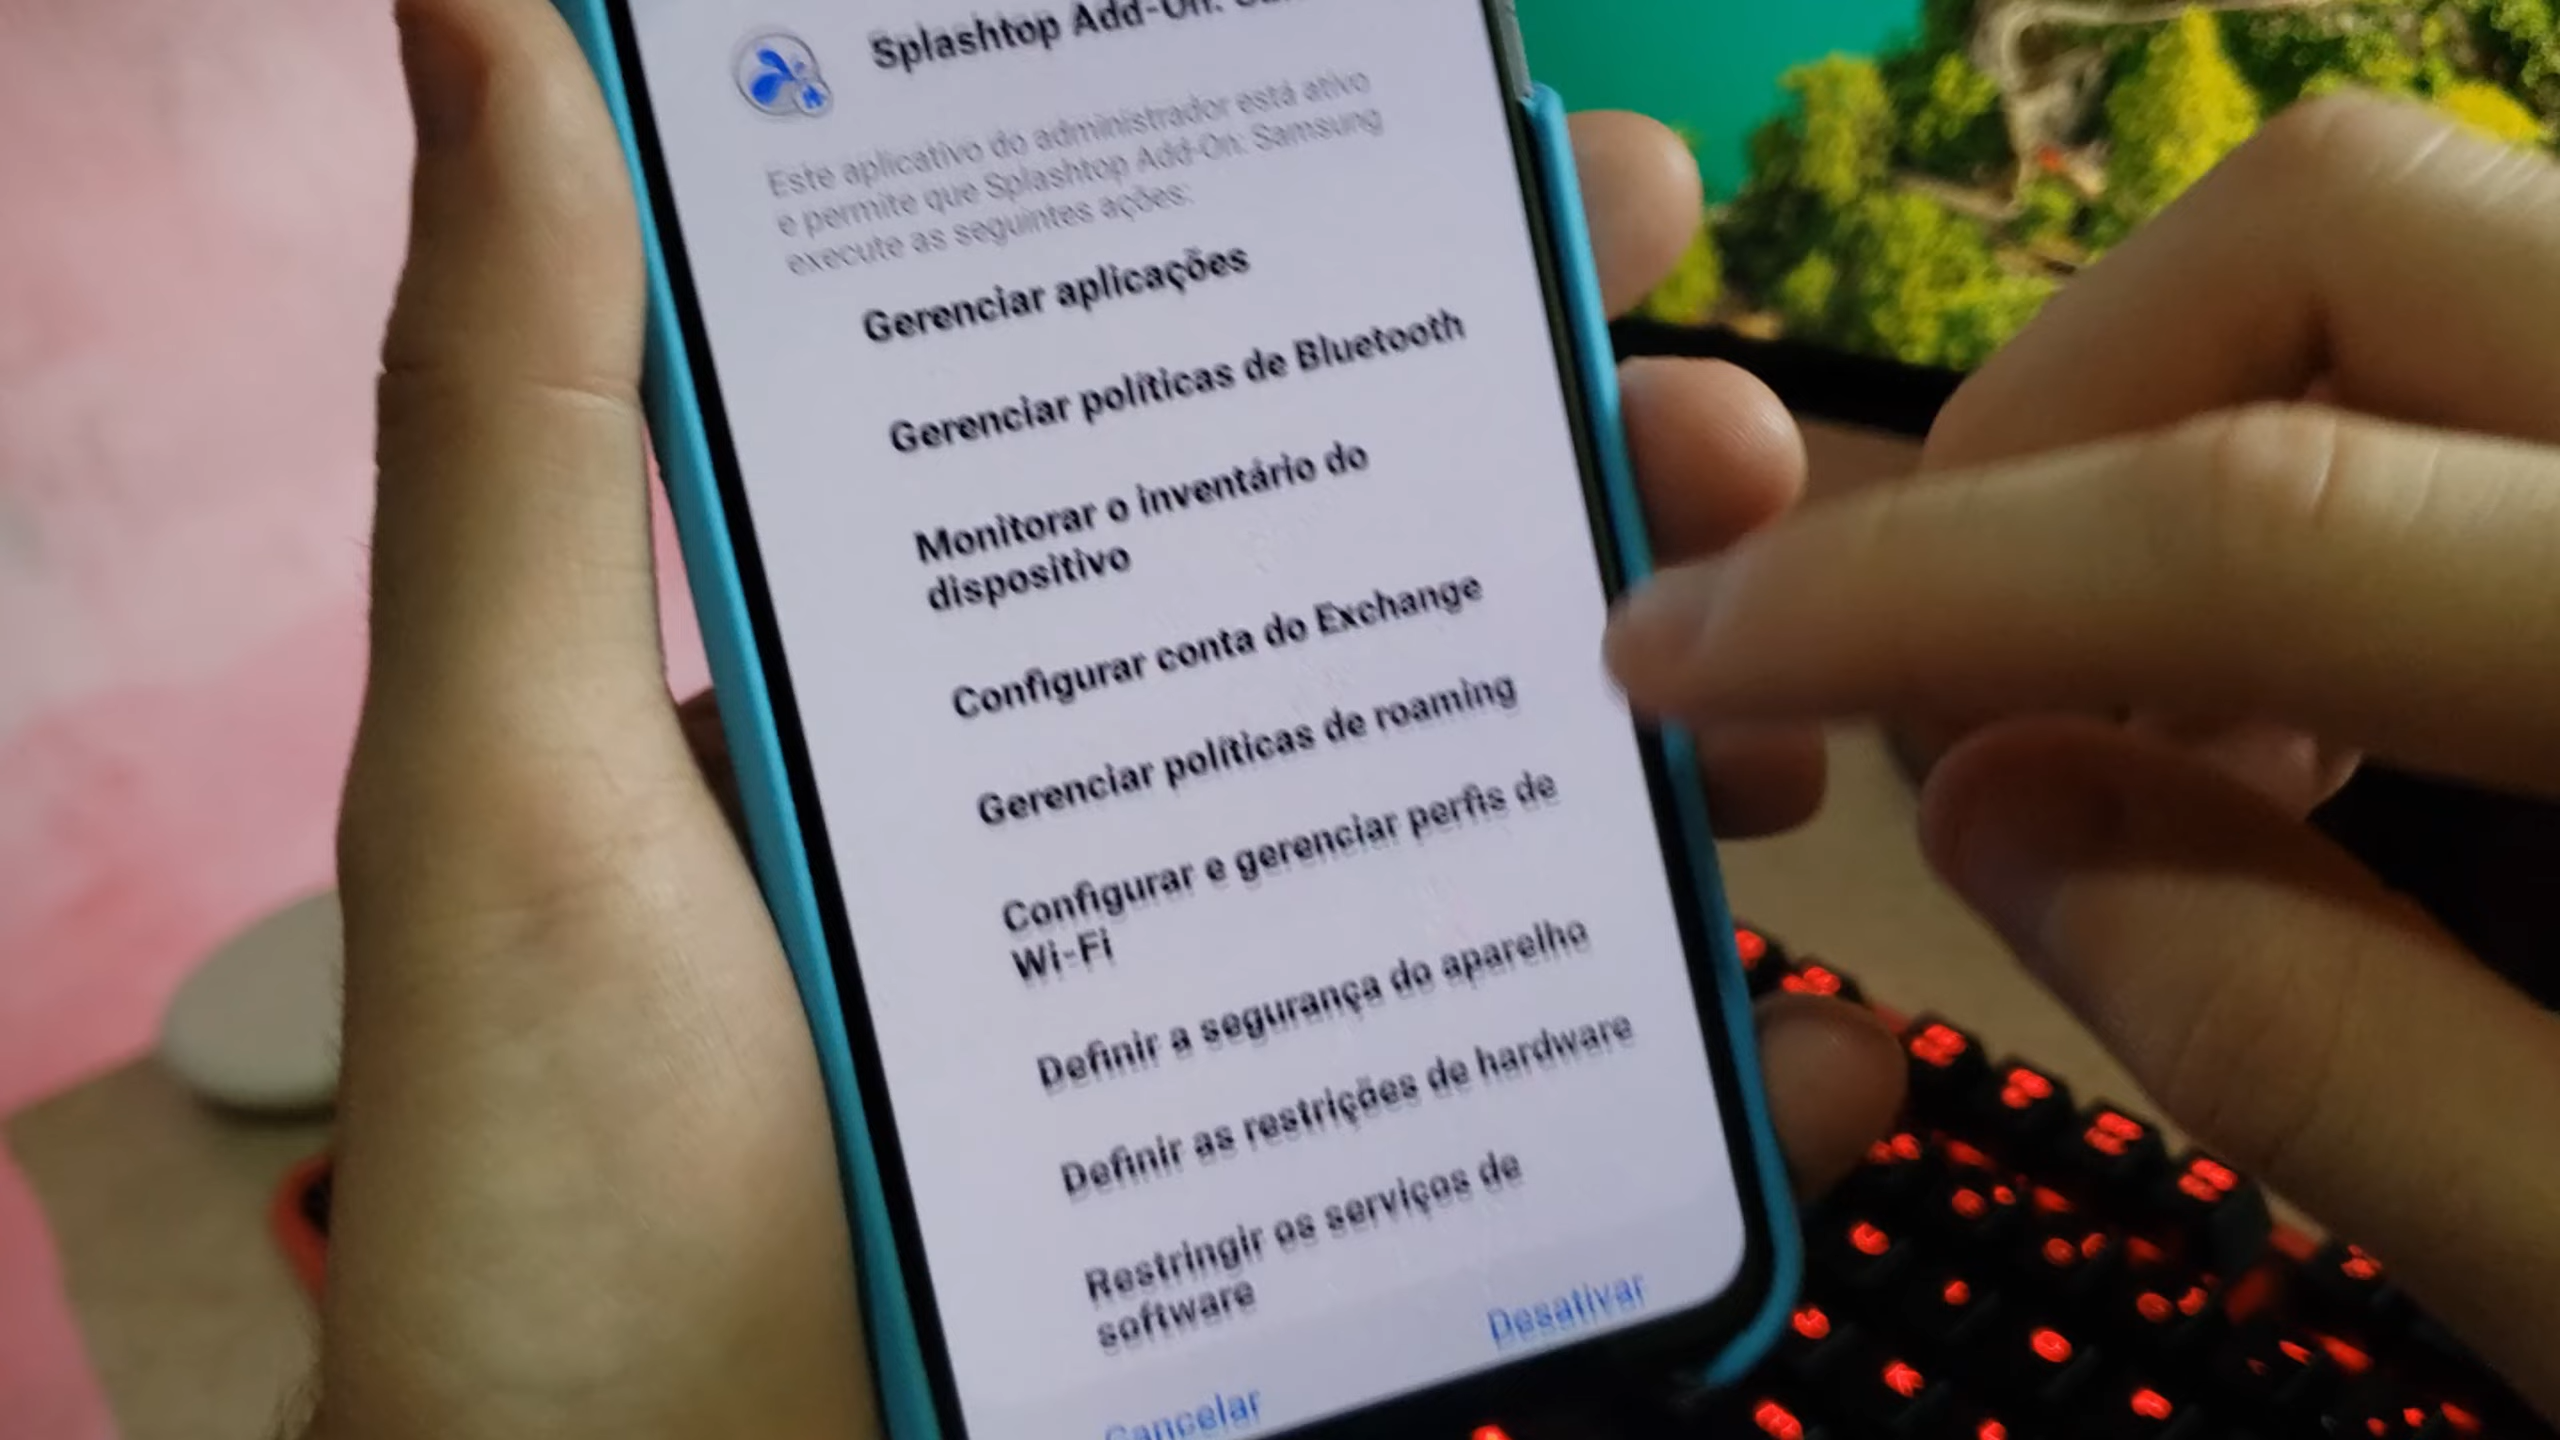 Splashtop Add-On:
Este aplicativo do administrador está ativo
e permite que Splashtop Add-On: Samsung
execute as seguintes ações:
Gerenciar aplicações
Gerenciar políticas de Bluetooth
Monitorar o inventário do
dispositivo
Configurar conta do Exchange
Gerenciar políticas de roaming
Configurar e gerenciar perfis de
Wi-Fi
Definir a segurança do aparelho
Definir as restrições de hardware
Restringir os serviços de
software
Cancelar
Desativar